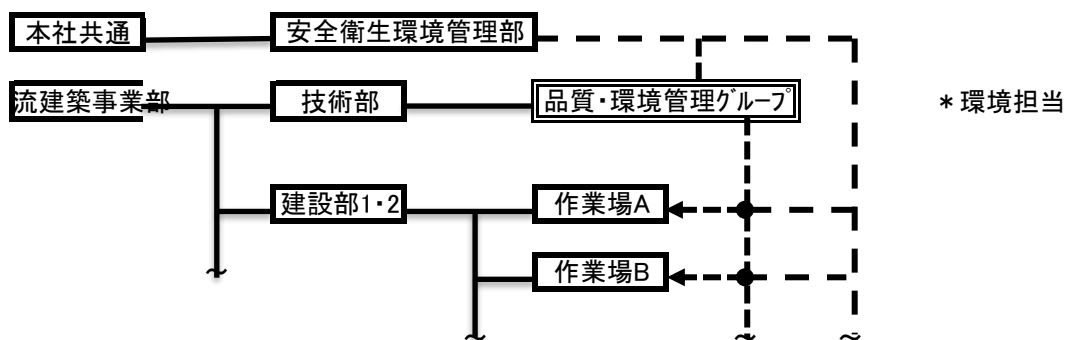 本社共通
安全衛生環境管理部
流建築事業部
技術部
品質・環境管理グループ
*環境担当
建設部1・2
作業場A
作業場B